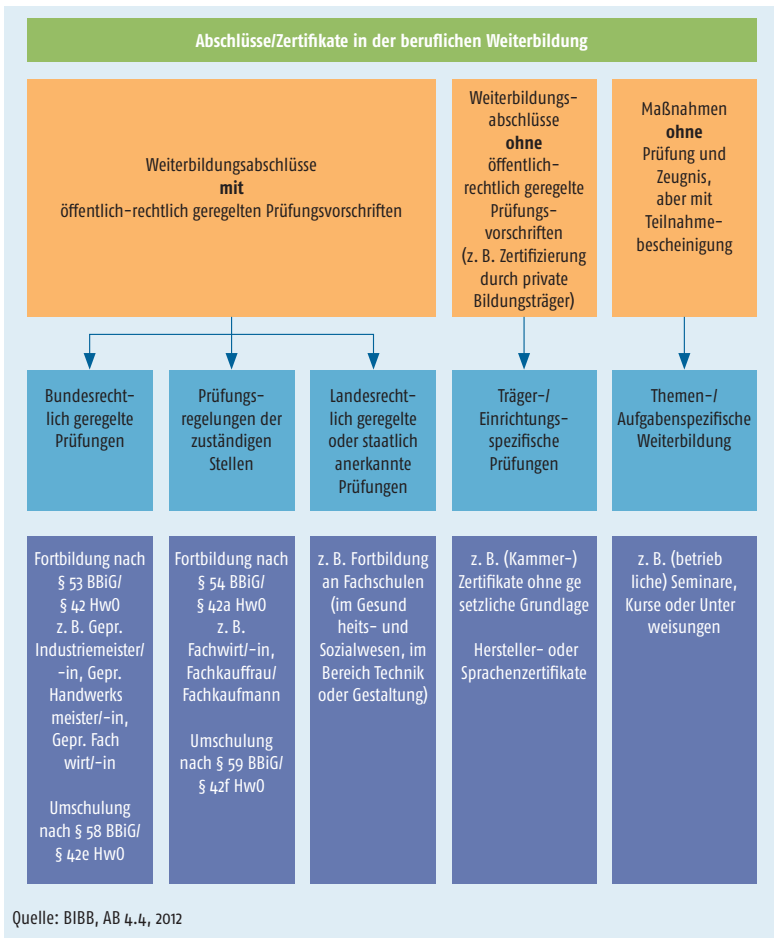 Abschlüsse/Zertifikate in der beruflichen Weiterbildung
Weiterbildungsabschlüsse
mit
öffentlich-rechtlich geregelten Prüfungsvorschriften
Weiterbildungs-
abschlüsse
ohne
öffentlich-
rechtlich geregelte
Prüfungs-
vorschriften
(z. B. Zertifizierung
durch private
Bildungsträger)
Maßnahmen
ohne
Prüfung und
Zeugnis,
aber mit
Teilnahme-
bescheinigung
Bundesrecht-
lich geregelte
Prüfungen
Prüfungs-
regelungen der
zuständigen
Stellen
Landesrecht-
lich geregelte
oder staatlich
anerkannte
Prüfungen
Träger-/
Einrichtungs-
spezifische
Prüfungen
Themen-/
Aufgabenspezifische
Weiterbildung
Fortbildung nach
§ 53 BBiG/
§ 42 HwO
z. B. Gepr.
Industriemeister/
-in, Gepr.
Handwerks
meister/-in,
Gepr. Fach
wirt/-in
Umschulung
nach § 58 BBiG/
§ 42e HwO
Fortbildung nach
§ 54 BBiG/
§ 42a HwO
z. B.
Fachwirt/-in,
Fachkauffrau/
Fachkaufmann
Umschulung
nach § 59 BBiG/
§ 42f HwO
z. B. Fortbildung
an Fachschulen
(im Gesund
heits- und
Sozialwesen, im
Bereich Technik
oder Gestaltung)
z. B. (Kammer-)
Zertifikate ohne ge
setzliche Grundlage
Hersteller- oder
Sprachenzertifikate
z. B. (betrieb
liche) Seminare,
Kurse oder Unter
weisungen
Quelle: BIBB, AB 4.4, 2012